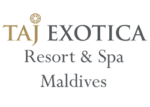 TAJ EXOTICA
Resort & Spa
Maldives